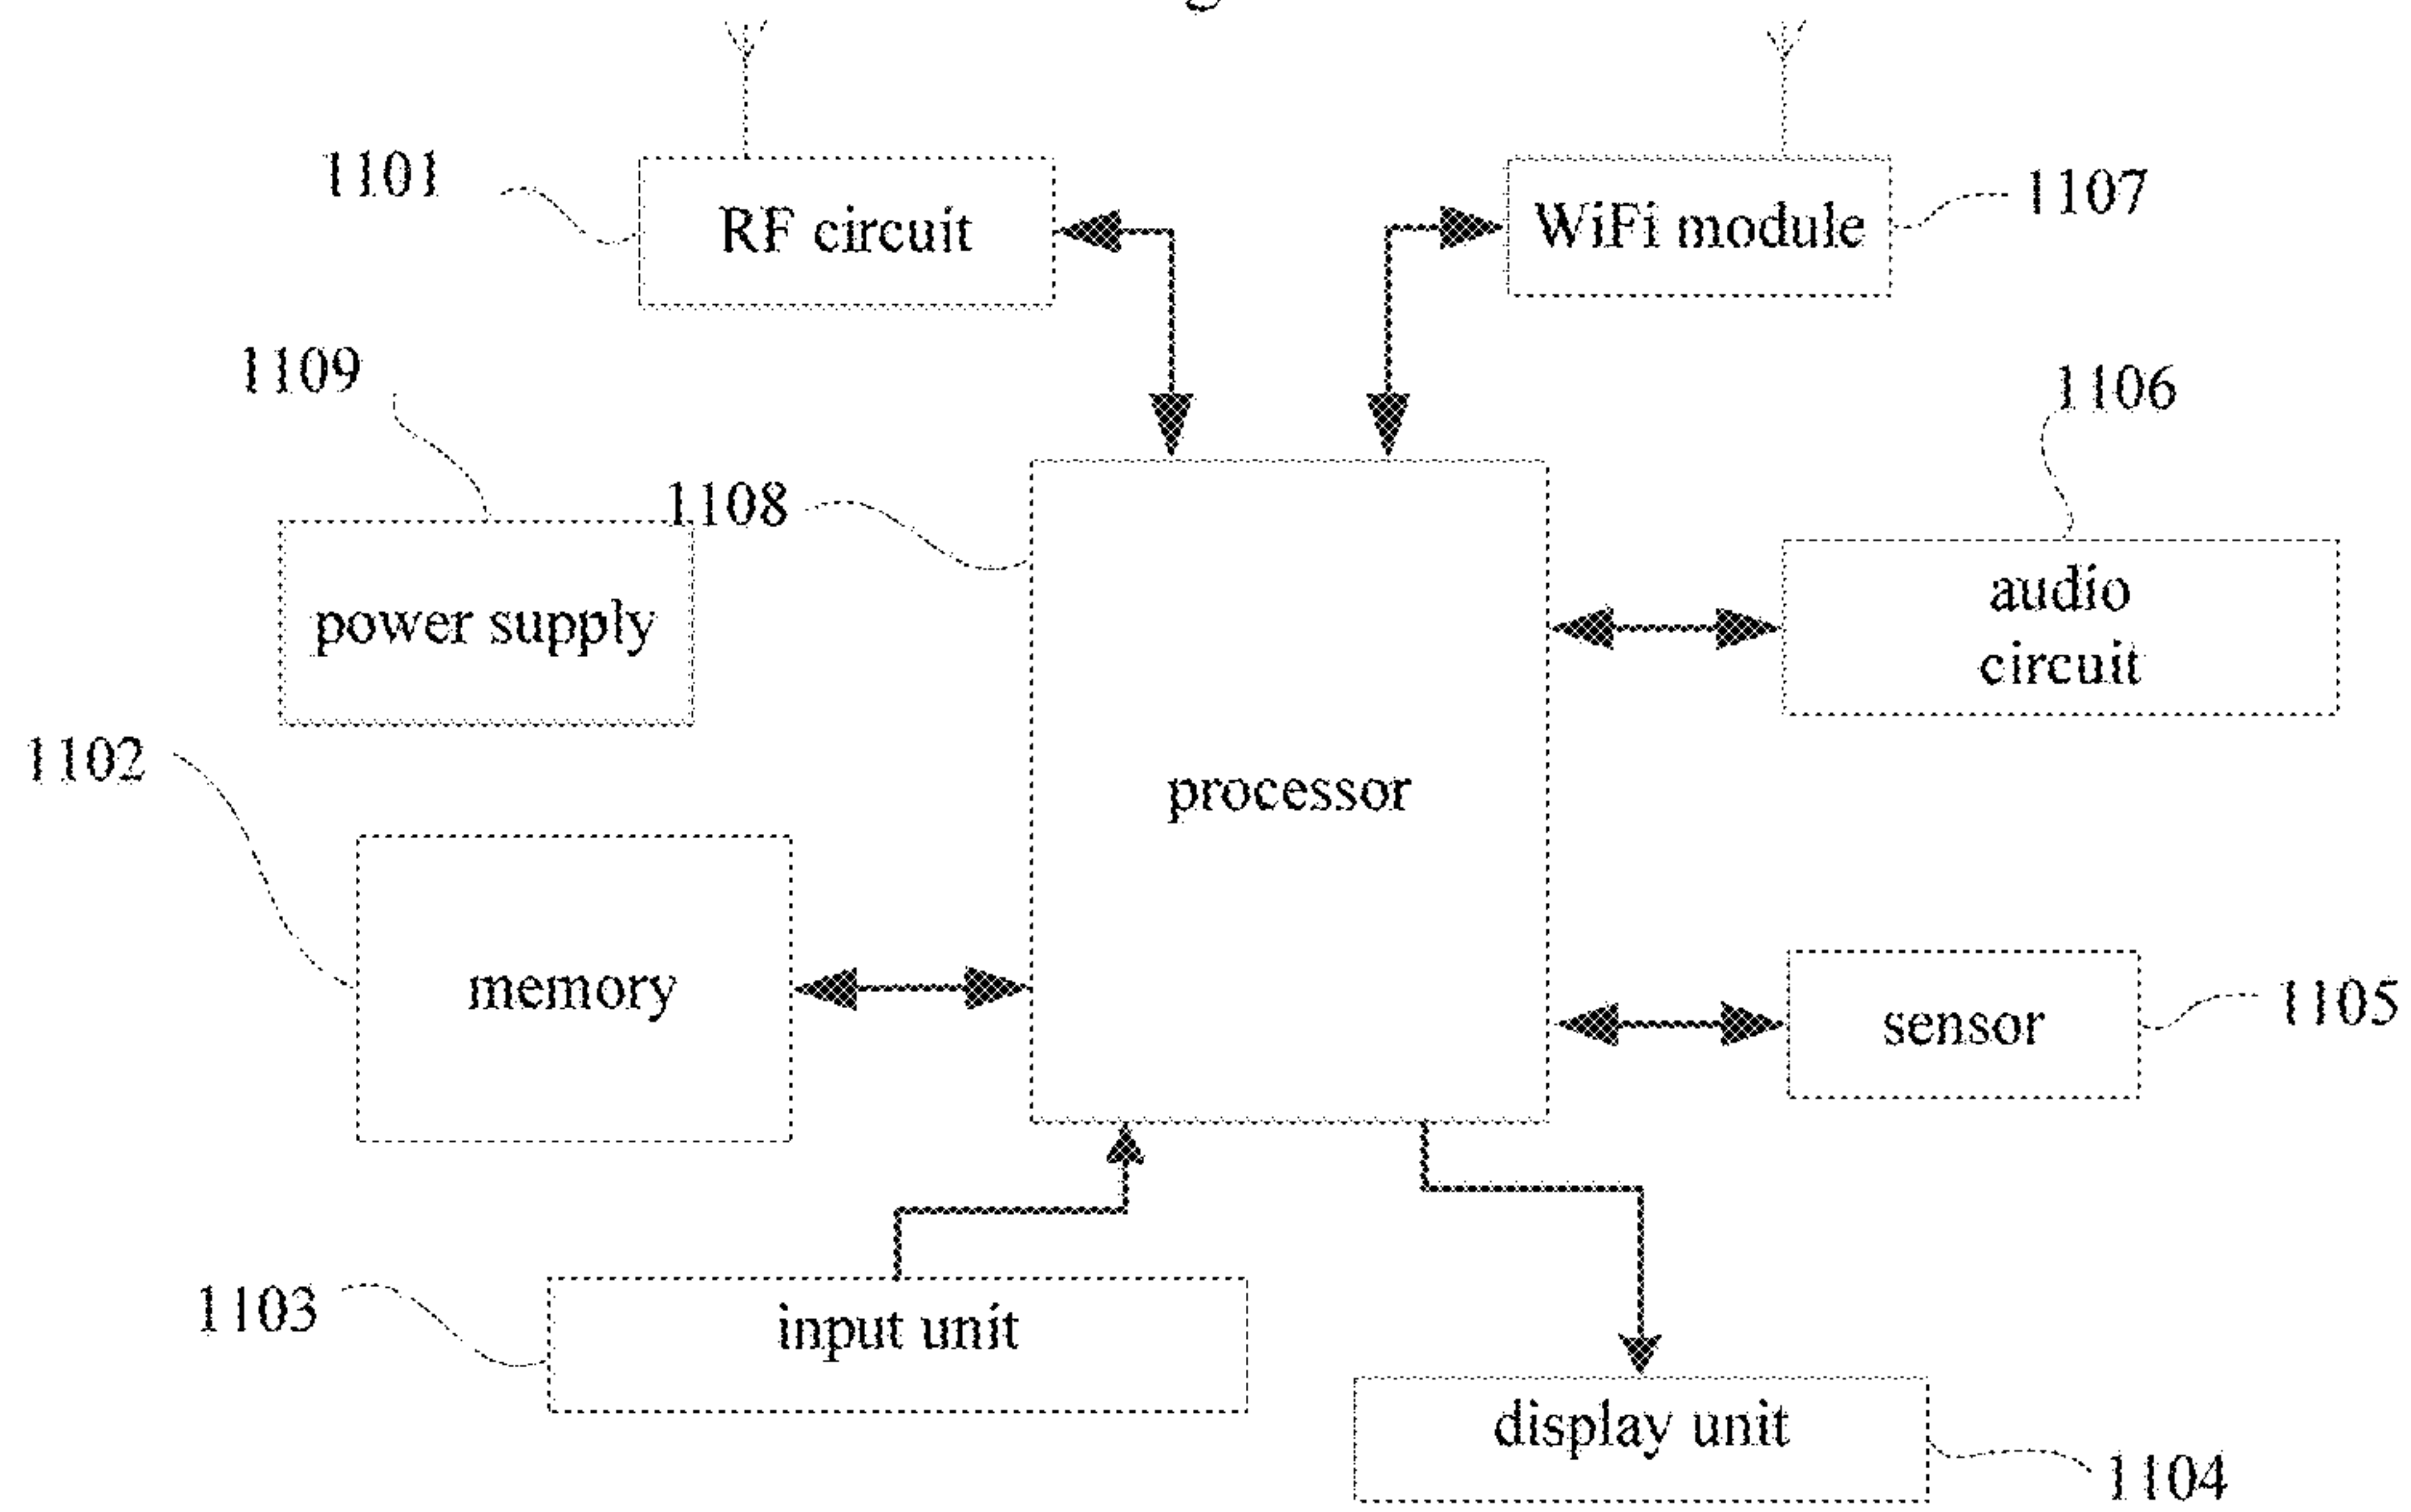 1101
RF circuit
WiFi module
1107
1109
1106
1108
power supply
audio
circuit
1102
processor
memory
sensor
1105
1103
input unit
display unit
1104